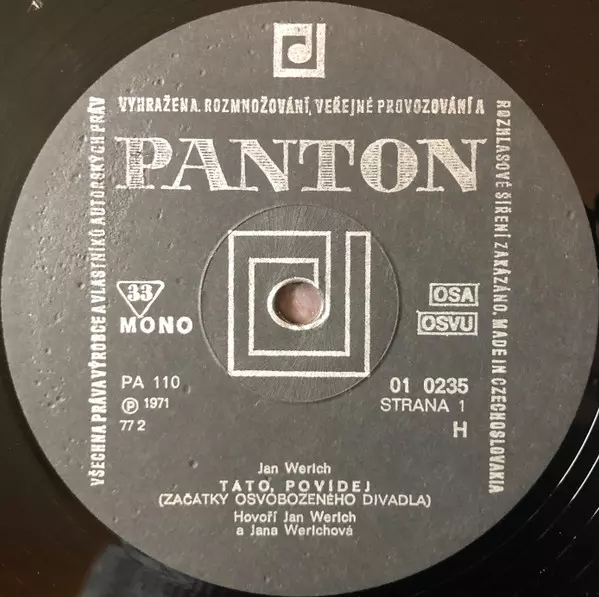 VŠECHNA PRÁVA VÝROBCE A VLASTNÍKŮ AUTORSKÝCH PRÁV
VYHRAŽENA. ROZMNOŽOVÁNÍ, VEŘEJNÉ PROVOZOVÁNÍ A
ROZHLASOVÉ ŠÍŘENÍ ZAKÁZÁNO. MADE IN CZECHOSLOVAKIA
PANTON
33
MONO
OSA
OSVU
PA 110
Ⓟ 1971
77 2
01 0235
STRANA 1
H
Jan Werich
TÁTO, POVÍDEJ
(ZAČÁTKY OSVOBOZENÉHO DIVADLA)
Hovoří Jan Werich
a Jana Werichová